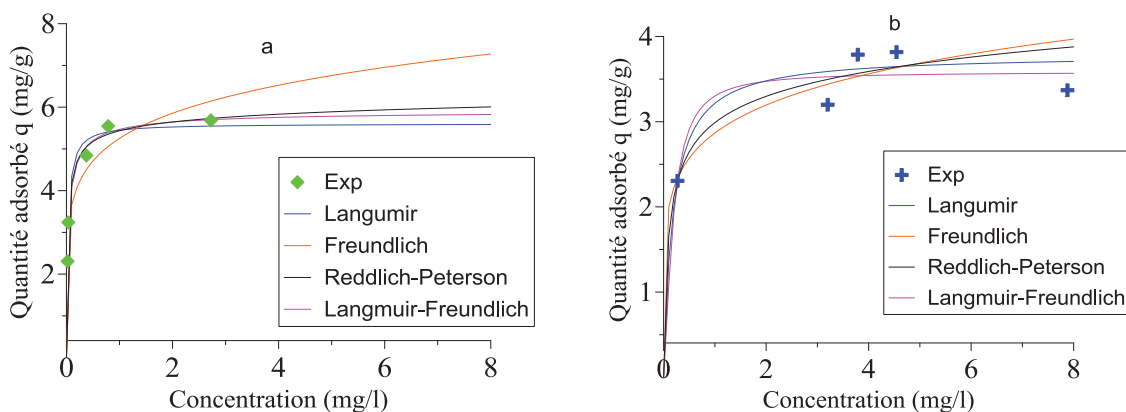 a
8
6
4
2
0
2
4
6
8
Quantité adsorbé q (mg/g)
Concentration (mg/l)
Exp
Langumir
Freundlich
Reddlich-Peterson
Langmuir-Freundlich
b
4
3
2
1
0
2
4
6
8
Quantité adsorbé q (mg/g)
Concentration (mg/l)
Exp
Langumir
Freundlich
Reddlich-Peterson
Langmuir-Freundlich